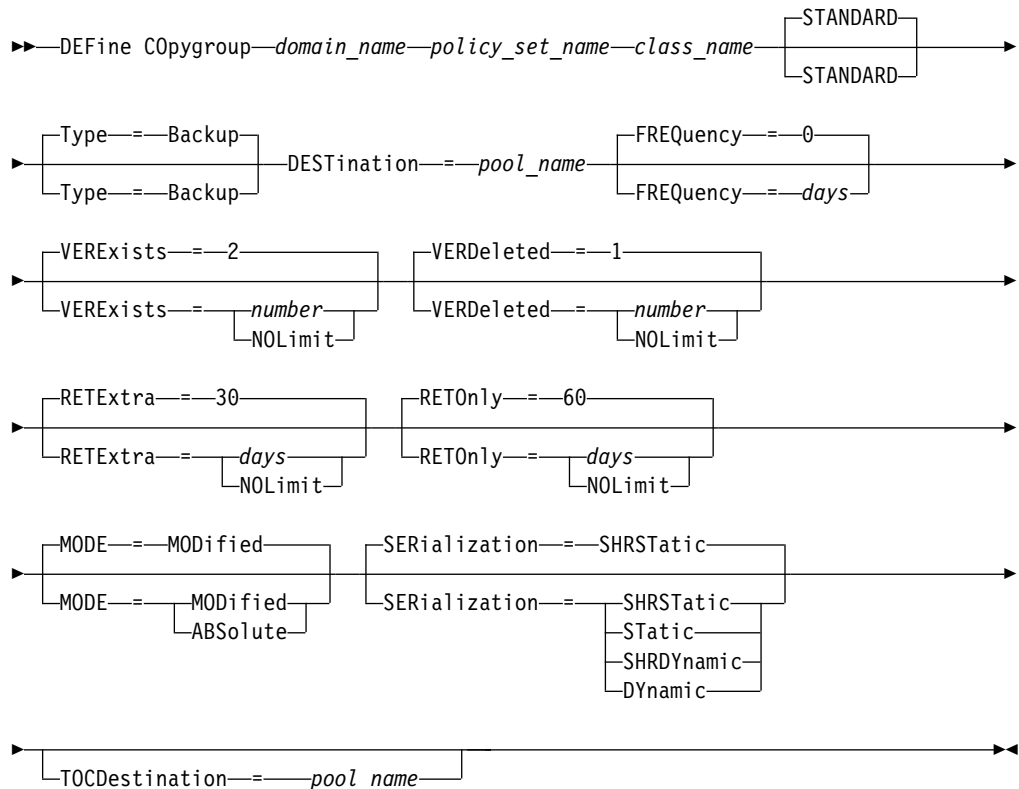 STANDARD
DEFine COpygroup domain_name policy_set_name class_name
STANDARD
Type = Backup FREQuency = 0
DESTination = pool_name
Type = Backup FREQuency = days
VERExists = 2 VERDeleted = 1
VERExists = number VERDeleted = number
NOLimit NOLimit
RETExtra = 30 RETOnly = 60
RETExtra = days RETOnly = days
NOLimit NOLimit
MODE = MODified SERialization = SHRSTatic
MODE = MODified SERialization = SHRSTatic
ABSolute STatic
SHRDYnamic
DYnamic
TOCDestination = pool_name